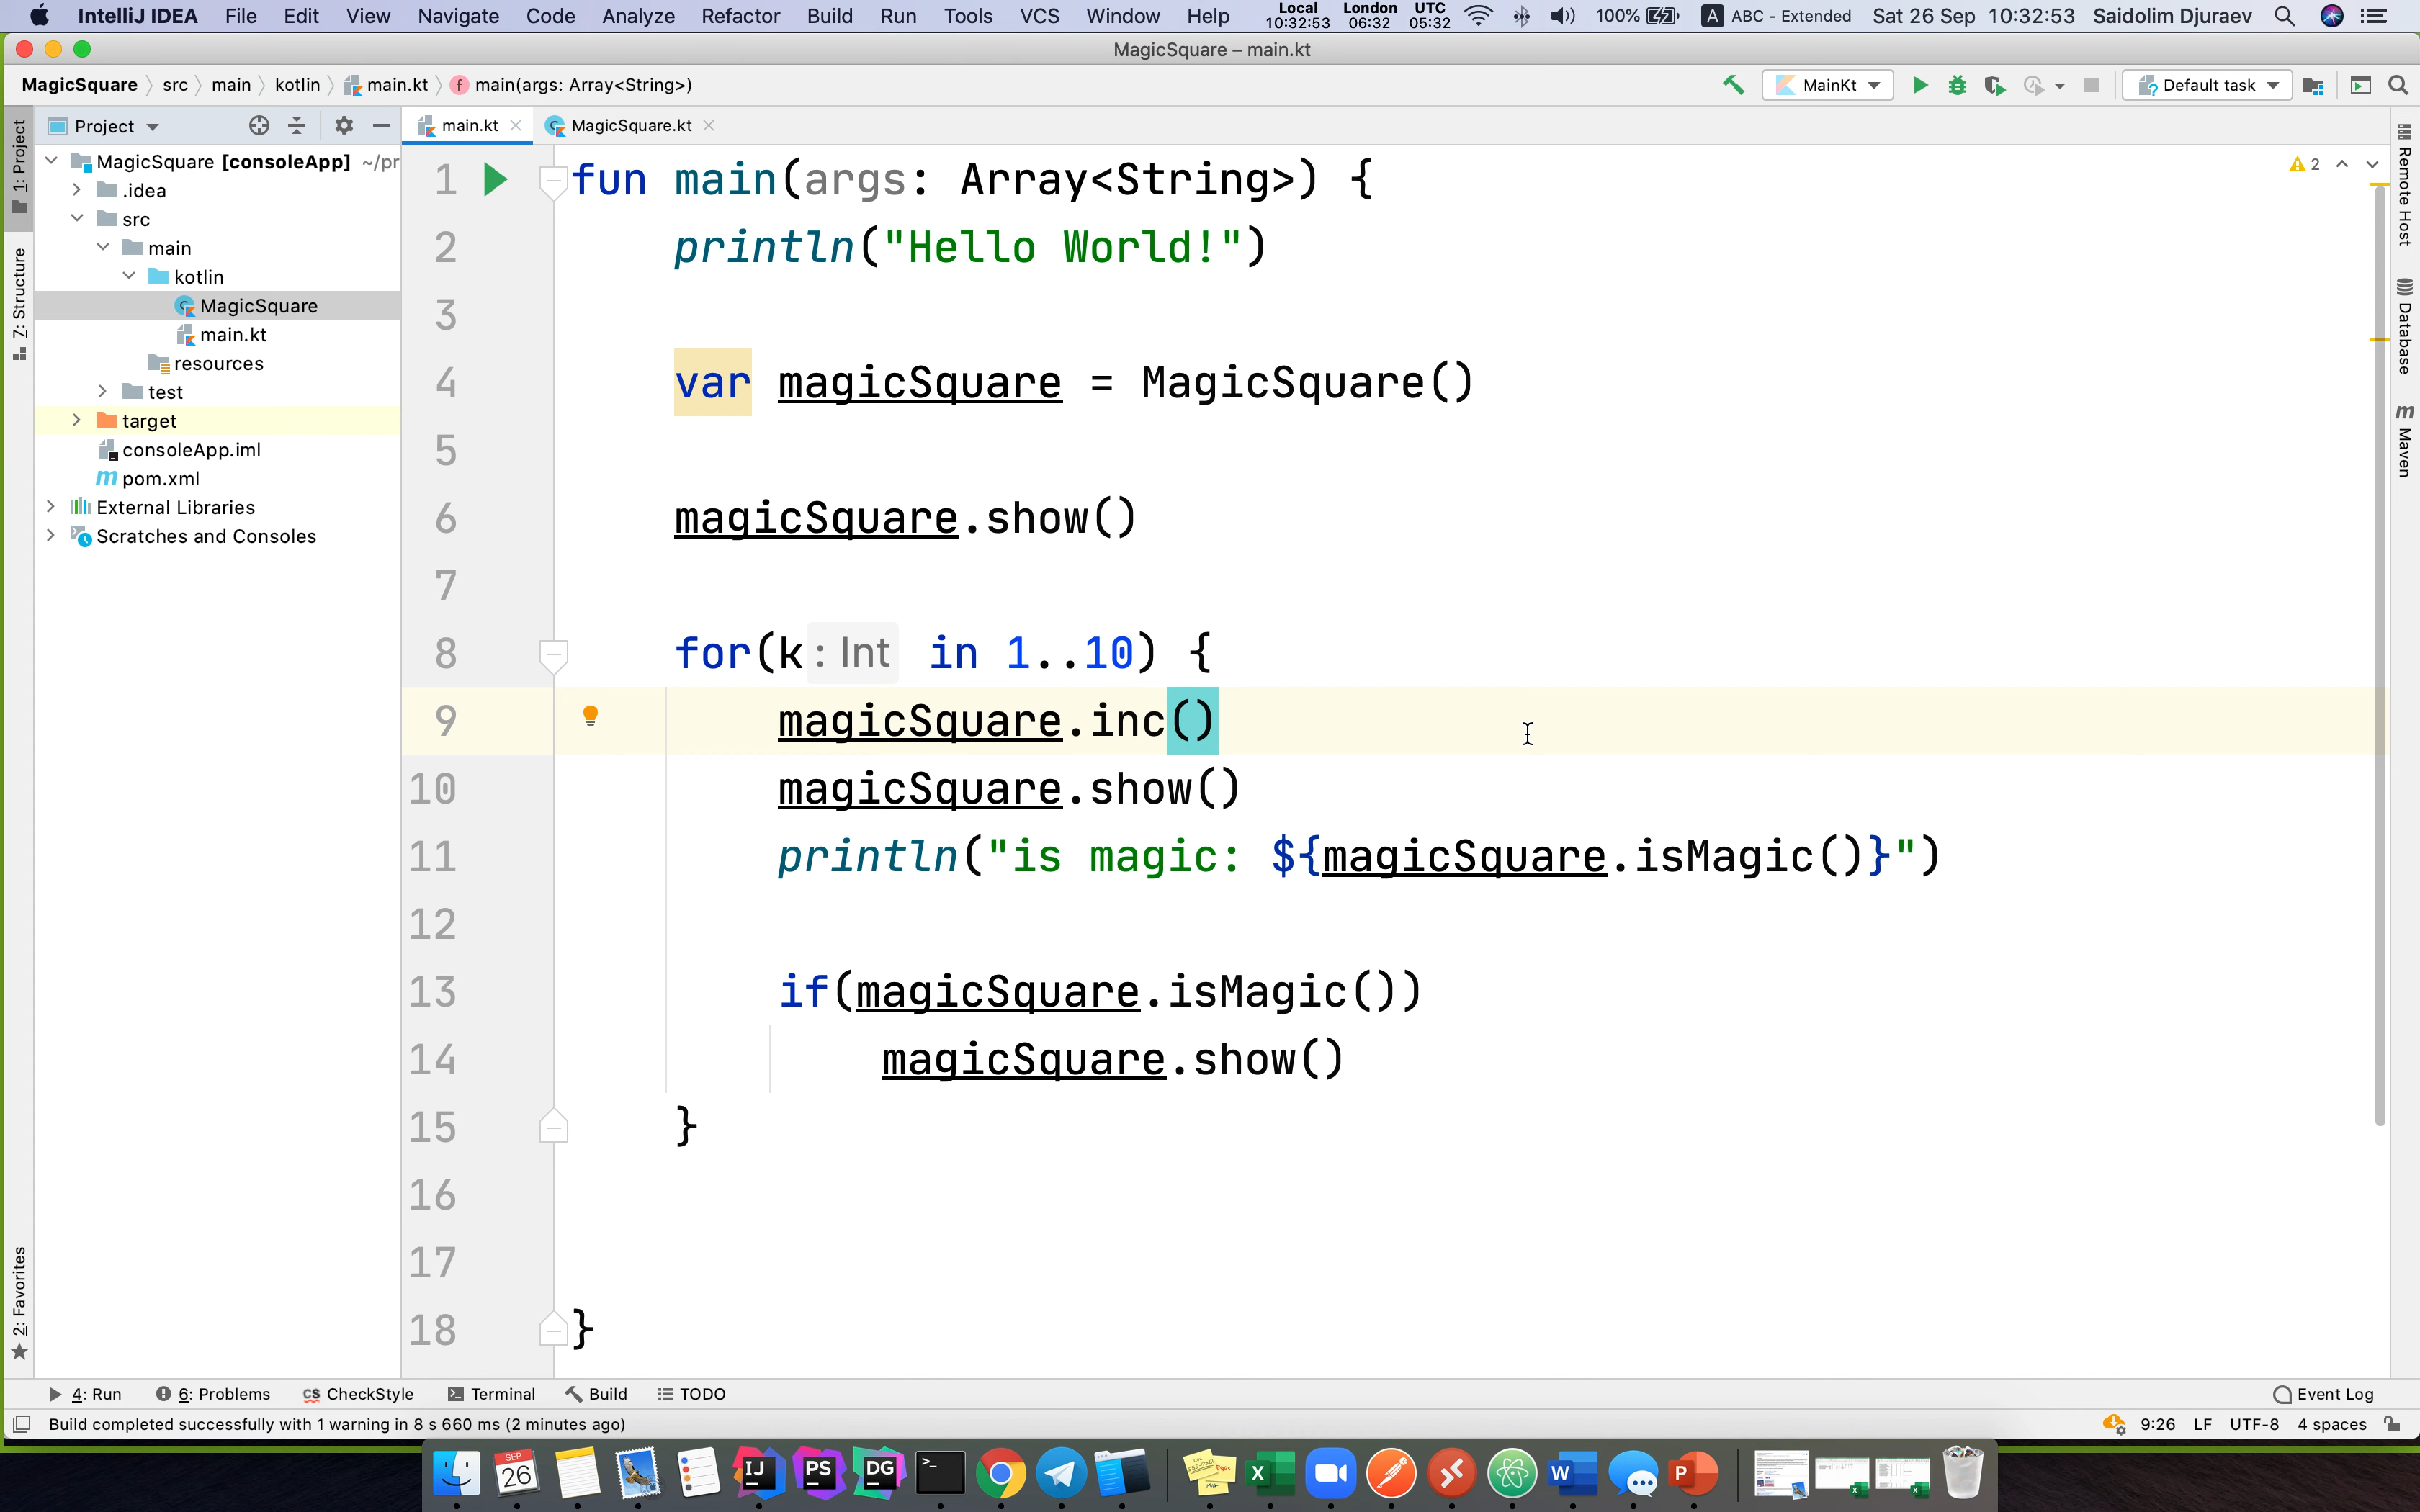 IntelliJ IDEA File Edit View Navigate Code Analyze Refactor Build Run Tools VCS Window Help Local 10:32:53 London 06:32 UTC 05:32 100% A ABC - Extended Sat 26 Sep 10:32:53 Saidolim Djuraev
MagicSquare – main.kt
MagicSquare src main kotlin main.kt f main(args: Array<String>) MainKt Default task
1: Project
Z: Structure
2: Favorites
Project
MagicSquare [consoleApp] ~/pr
.idea
src
main
kotlin
MagicSquare
main.kt
resources
test
target
consoleApp.iml
m pom.xml
External Libraries
Scratches and Consoles
main.kt MagicSquare.kt
2
1 fun main(args: Array<String>) {
2 println("Hello World!")
3
4 var magicSquare = MagicSquare()
5
6 magicSquare.show()
7
8 for(k: Int in 1..10) {
9 magicSquare.inc()
10 magicSquare.show()
11 println("is magic: ${magicSquare.isMagic()}")
12
13 if(magicSquare.isMagic())
14 magicSquare.show()
15 }
16
17
18 }
Remote Host
Database
m Maven
4: Run 6: Problems CS CheckStyle Terminal Build TODO Event Log
Build completed successfully with 1 warning in 8 s 660 ms (2 minutes ago) 9:26 LF UTF-8 4 spaces
SEP 26 IJ PS DG >_ X W P